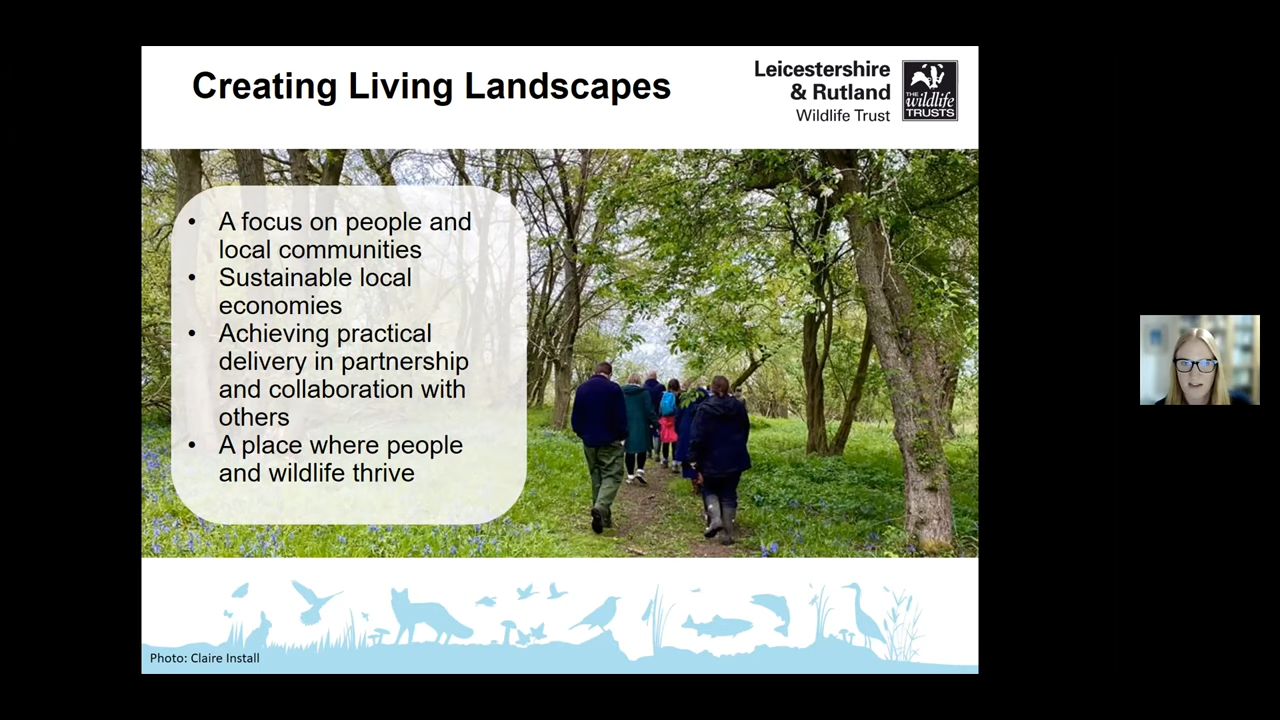 Creating Living Landscapes
Leicestershire
& Rutland
Wildlife Trust
THE
wildlife
TRUSTS
• A focus on people and
local communities
• Sustainable local
economies
• Achieving practical
delivery in partnership
and collaboration with
others
• A place where people
and wildlife thrive
Photo: Claire Install